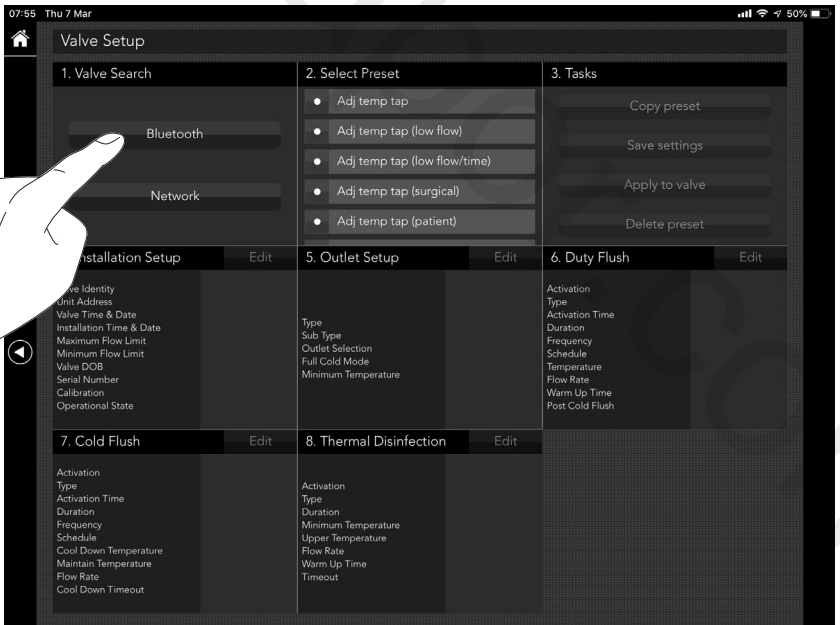 07:55 Thu 7 Mar
50%
Valve Setup
1. Valve Search
Bluetooth
Network
2. Select Preset
Adj temp tap
Adj temp tap (low flow)
Adj temp tap (low flow/time)
Adj temp tap (surgical)
Adj temp tap (patient)
3. Tasks
Copy preset
Save settings
Apply to valve
Delete preset
Installation Setup Edit
Identity
Unit Address
Valve Time & Date
Installation Time & Date
Maximum Flow Limit
Minimum Flow Limit
Valve DOB
Serial Number
Calibration
Operational State
5. Outlet Setup Edit
Type
Sub Type
Outlet Selection
Full Cold Mode
Minimum Temperature
6. Duty Flush Edit
Activation
Type
Activation Time
Duration
Frequency
Schedule
Temperature
Flow Rate
Warm Up Time
Post Cold Flush
7. Cold Flush Edit
Activation
Type
Activation Time
Duration
Frequency
Schedule
Cool Down Temperature
Maintain Temperature
Flow Rate
Cool Down Timeout
8. Thermal Disinfection Edit
Activation
Type
Duration
Minimum Temperature
Upper Temperature
Flow Rate
Warm Up Time
Timeout